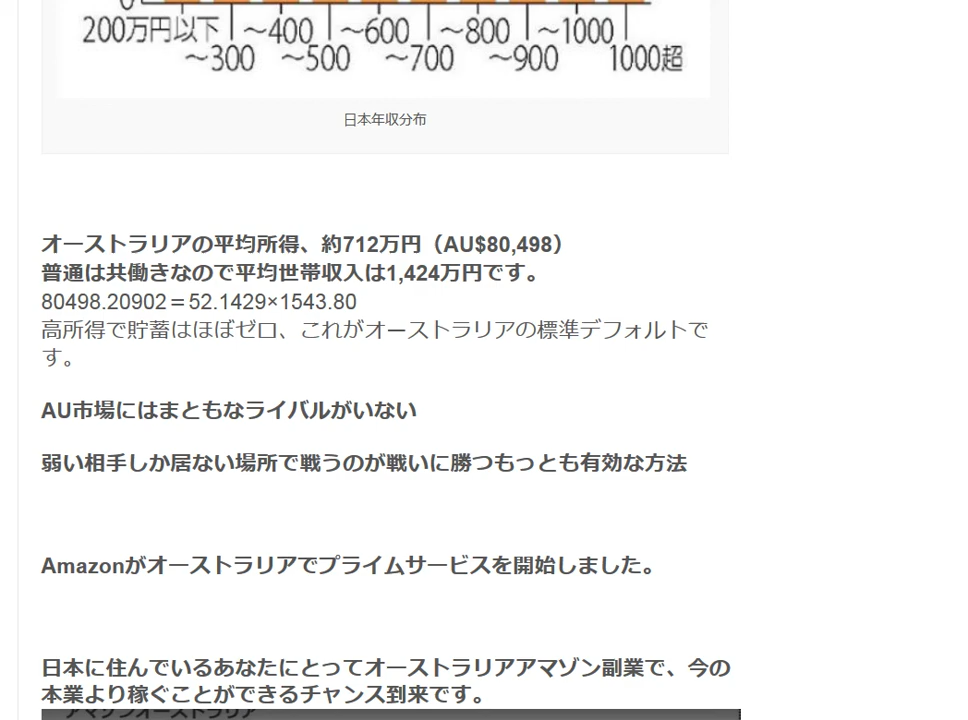 200万円以下 ～400 ～600 ～800 ～1000
～300 ～500 ～700 ～900 1000超
日本年収分布
オーストラリアの平均所得、約712万円（AU$80,498）
普通は共働きなので平均世帯収入は1,424万円です。
80498.20902＝52.1429×1543.80
高所得で貯蓄はほぼゼロ、これがオーストラリアの標準デフォルトで
す。
AU市場にはまともなライバルがいない
弱い相手しか居ない場所で戦うのが戦いに勝つもっとも有効な方法
Amazonがオーストラリアでプライムサービスを開始しました。
日本に住んでいるあなたにとってオーストラリアアマゾン副業で、今の
本業より稼ぐことができるチャンス到来です。
アマゾンオーストラリア